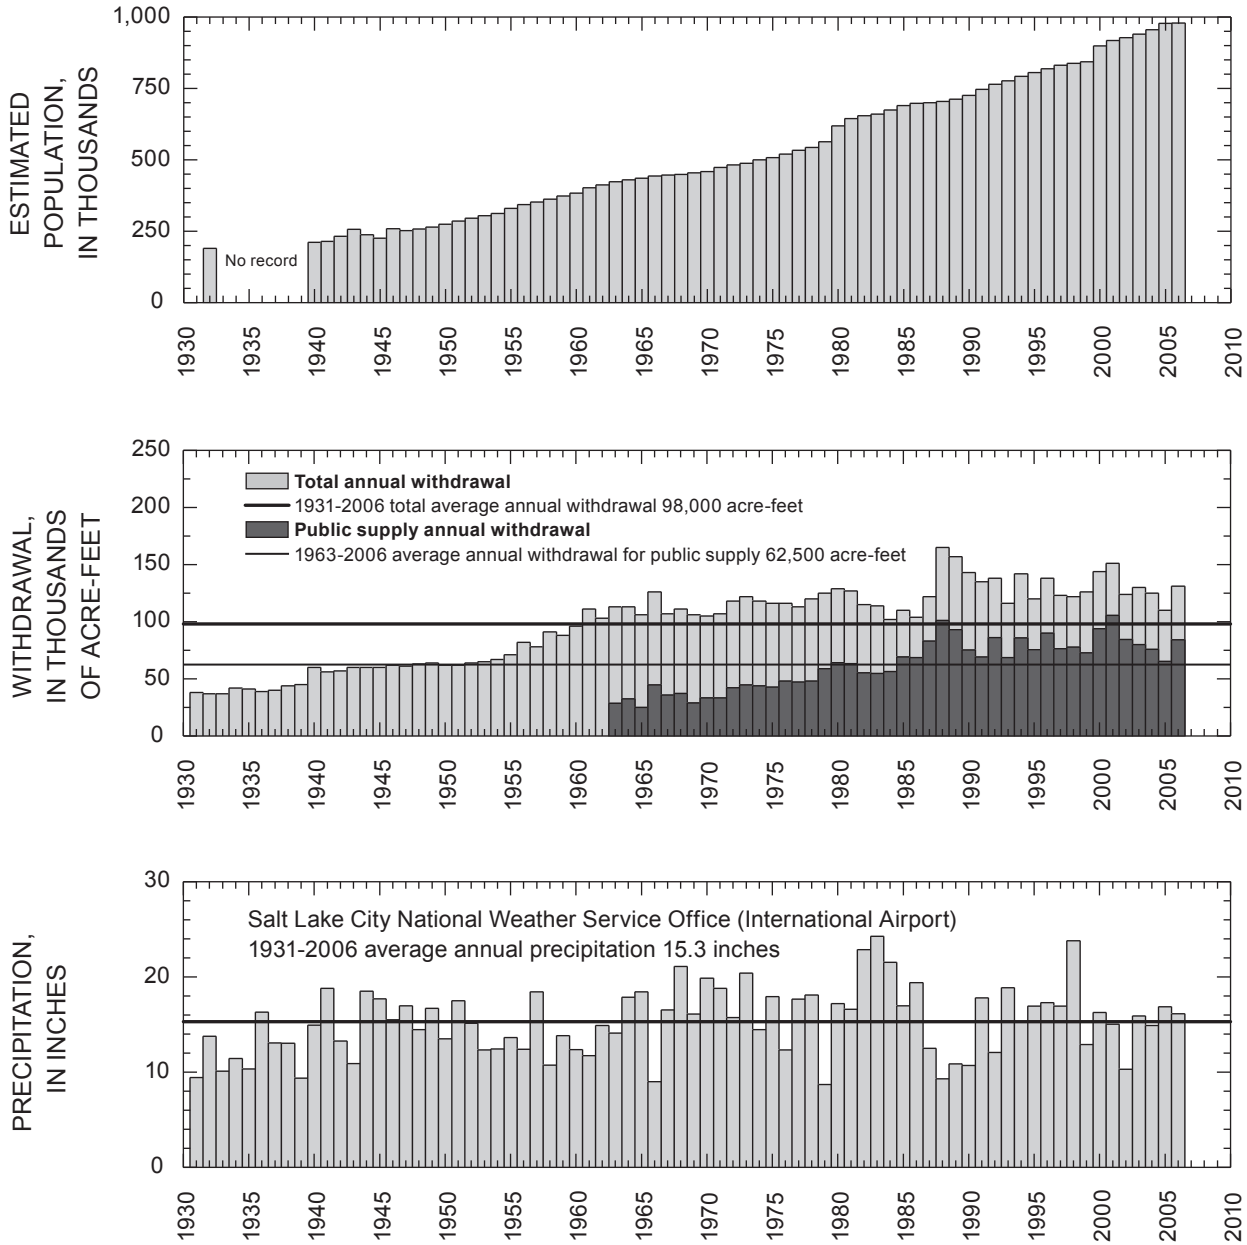 ESTIMATED
POPULATION,
IN THOUSANDS
1,000
750
500
250
0
No record
1930 1935 1940 1945 1950 1955 1960 1965 1970 1975 1980 1985 1990 1995 2000 2005 2010
WITHDRAWAL,
IN THOUSANDS
OF ACRE-FEET
250
200
150
100
50
0
Total annual withdrawal
1931-2006 total average annual withdrawal 98,000 acre-feet
Public supply annual withdrawal
1963-2006 average annual withdrawal for public supply 62,500 acre-feet
1930 1935 1940 1945 1950 1955 1960 1965 1970 1975 1980 1985 1990 1995 2000 2005 2010
PRECIPITATION,
IN INCHES
30
20
10
0
Salt Lake City National Weather Service Office (International Airport)
1931-2006 average annual precipitation 15.3 inches
1930 1935 1940 1945 1950 1955 1960 1965 1970 1975 1980 1985 1990 1995 2000 2005 2010